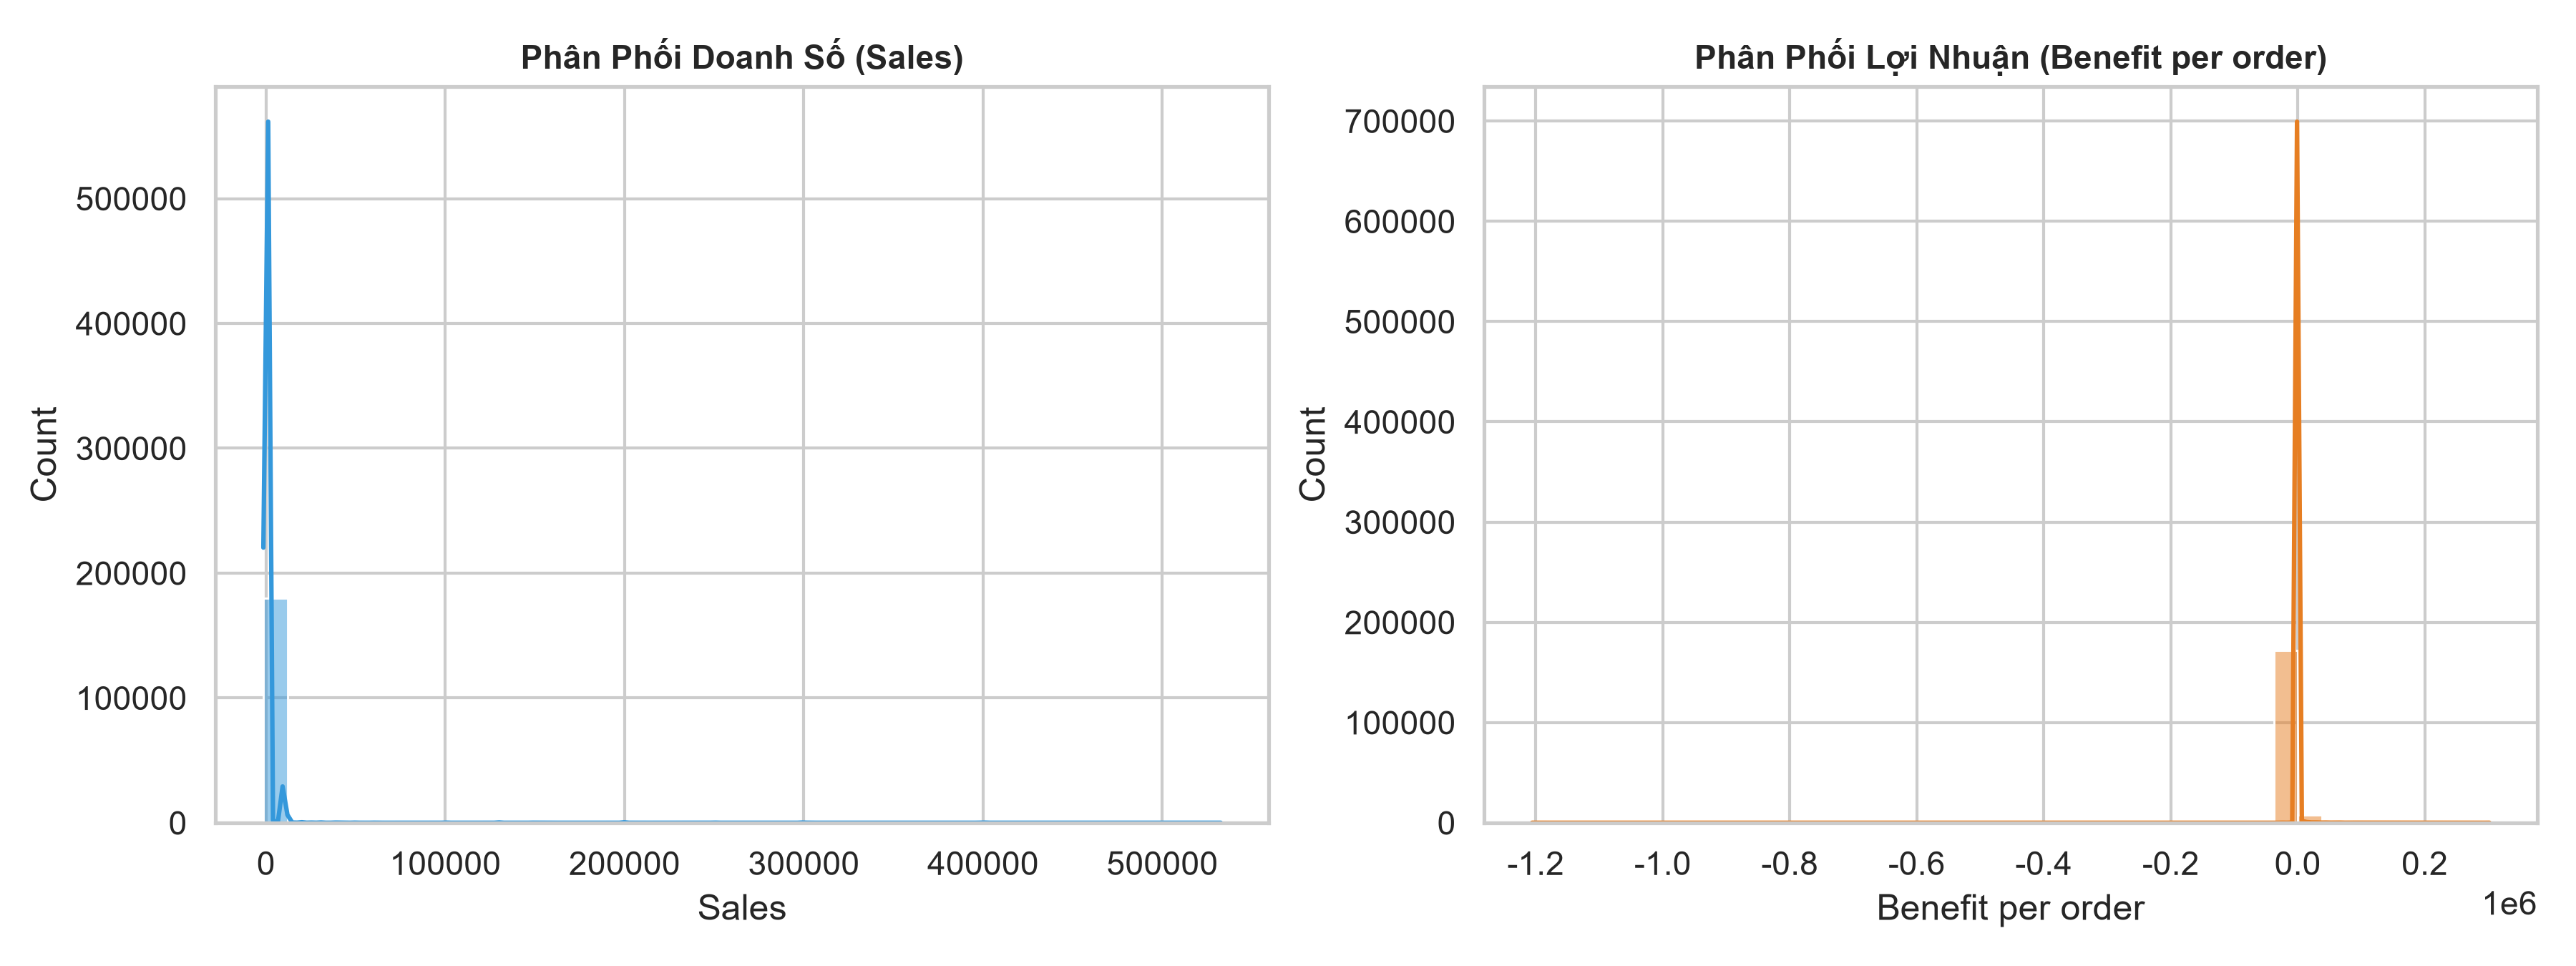 Phân Phối Doanh Số (Sales)
500000
400000
300000
200000
100000
0
Count
0 100000 200000 300000 400000 500000
Sales
Phân Phối Lợi Nhuận (Benefit per order)
700000
600000
500000
400000
300000
200000
100000
0
Count
-1.2 -1.0 -0.8 -0.6 -0.4 -0.2 0.0 0.2
1e6
Benefit per order